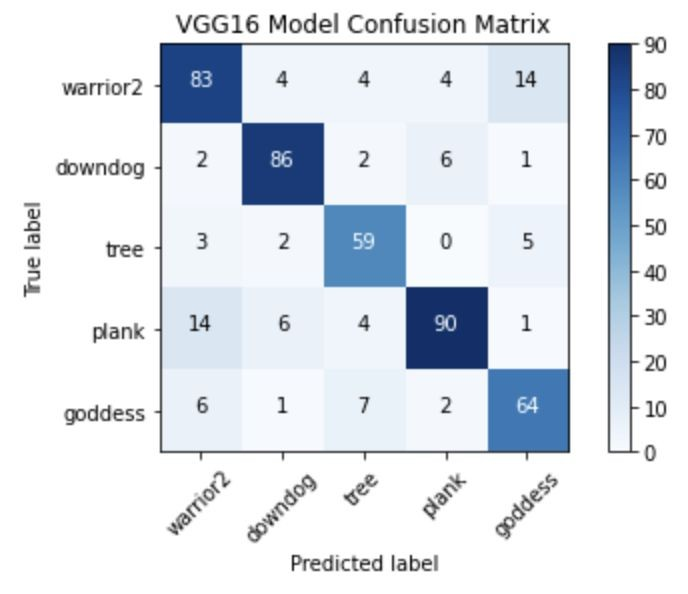 VGG16 Model Confusion Matrix
warrior2 83 4 4 4 14
downdog 2 86 2 6 1
tree 3 2 59 0 5
plank 14 6 4 90 1
goddess 6 1 7 2 64
warrior2 downdog tree plank goddess
Predicted label
True label
90
80
70
60
50
40
30
20
10
0